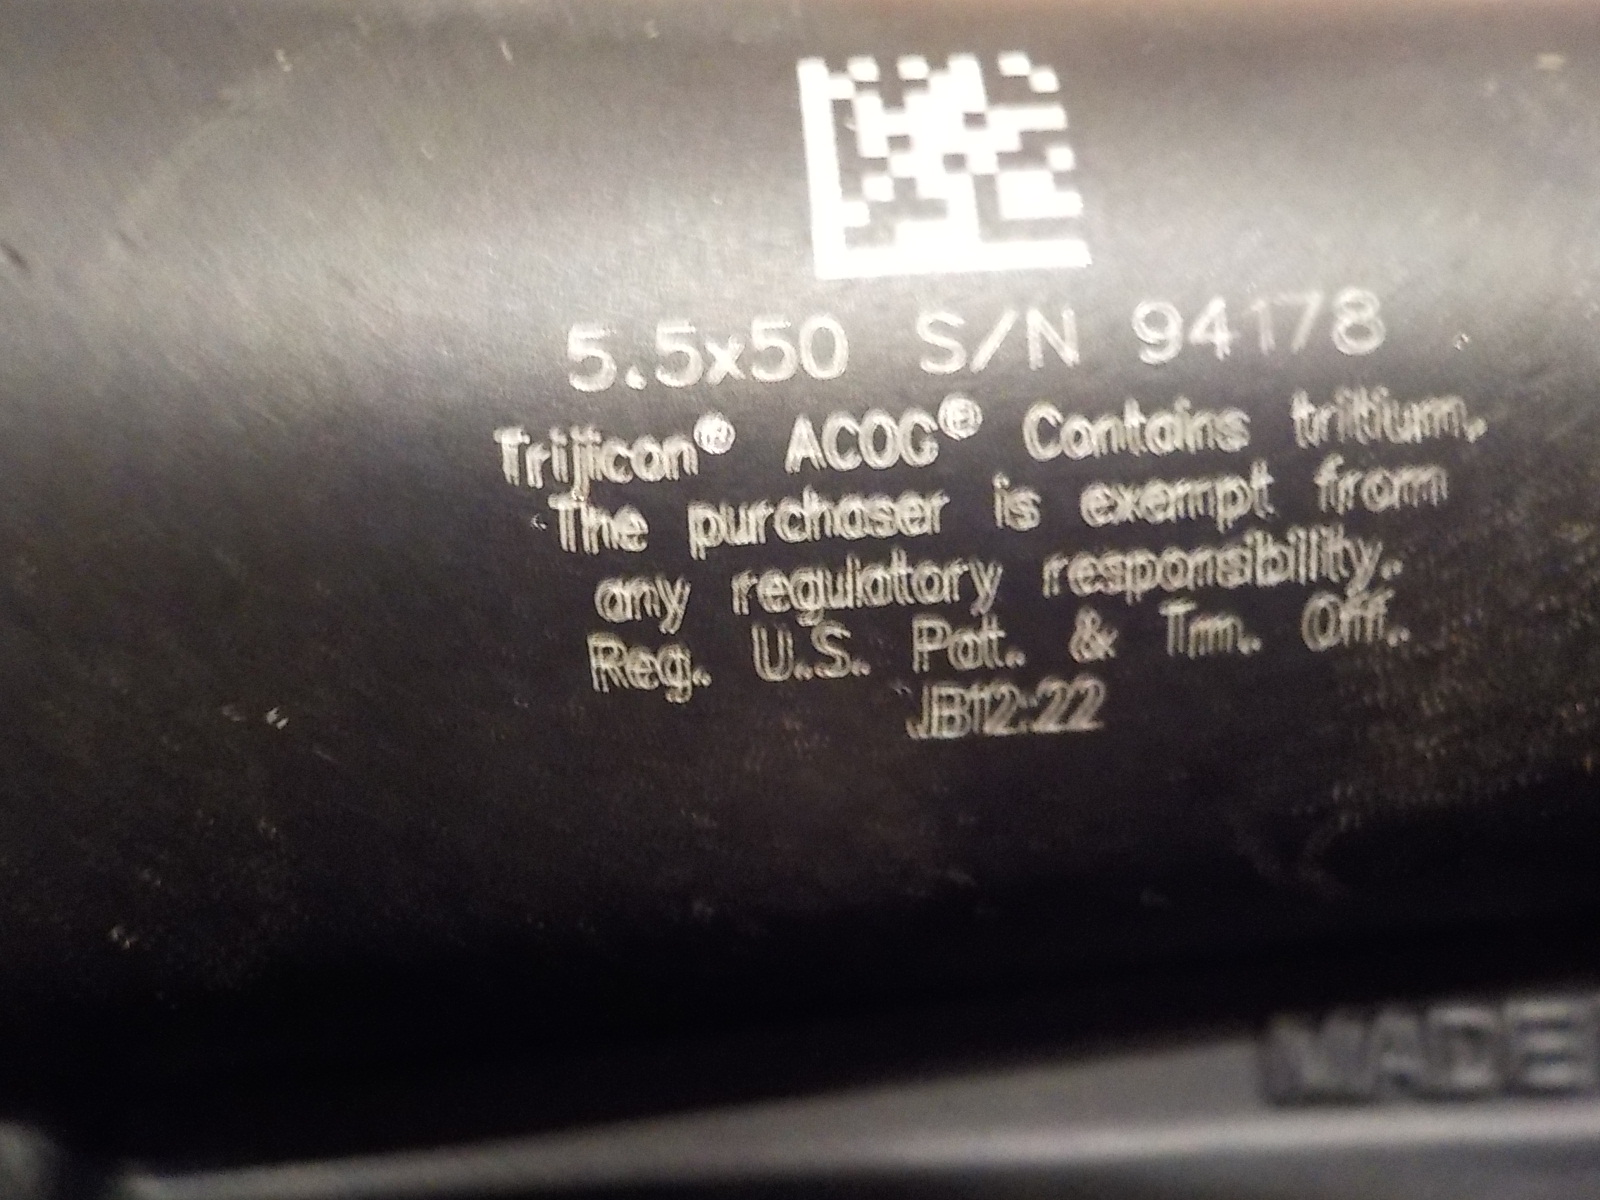 5.5x50 S/N 94178
Trijicon® ACOG® Contains tritium.
The purchaser is exempt from
any regulatory responsibility.
Reg. U.S. Pat. & Tm. Off.
JB12:22
MADE